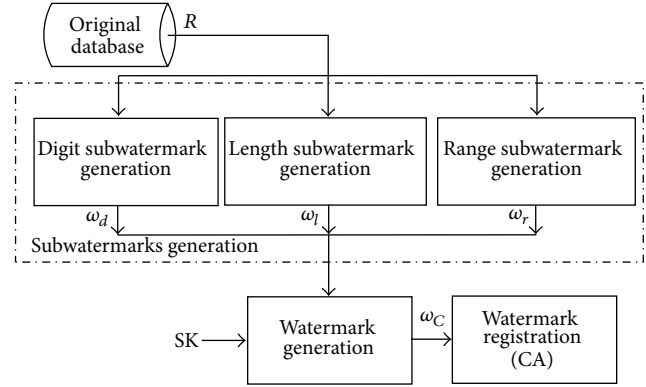 Original
database
R
Digit subwatermark
generation
Length subwatermark
generation
Range subwatermark
generation
ω_d
ω_l
ω_r
Subwatermarks generation
SK
Watermark
generation
ω_C
Watermark
registration
(CA)